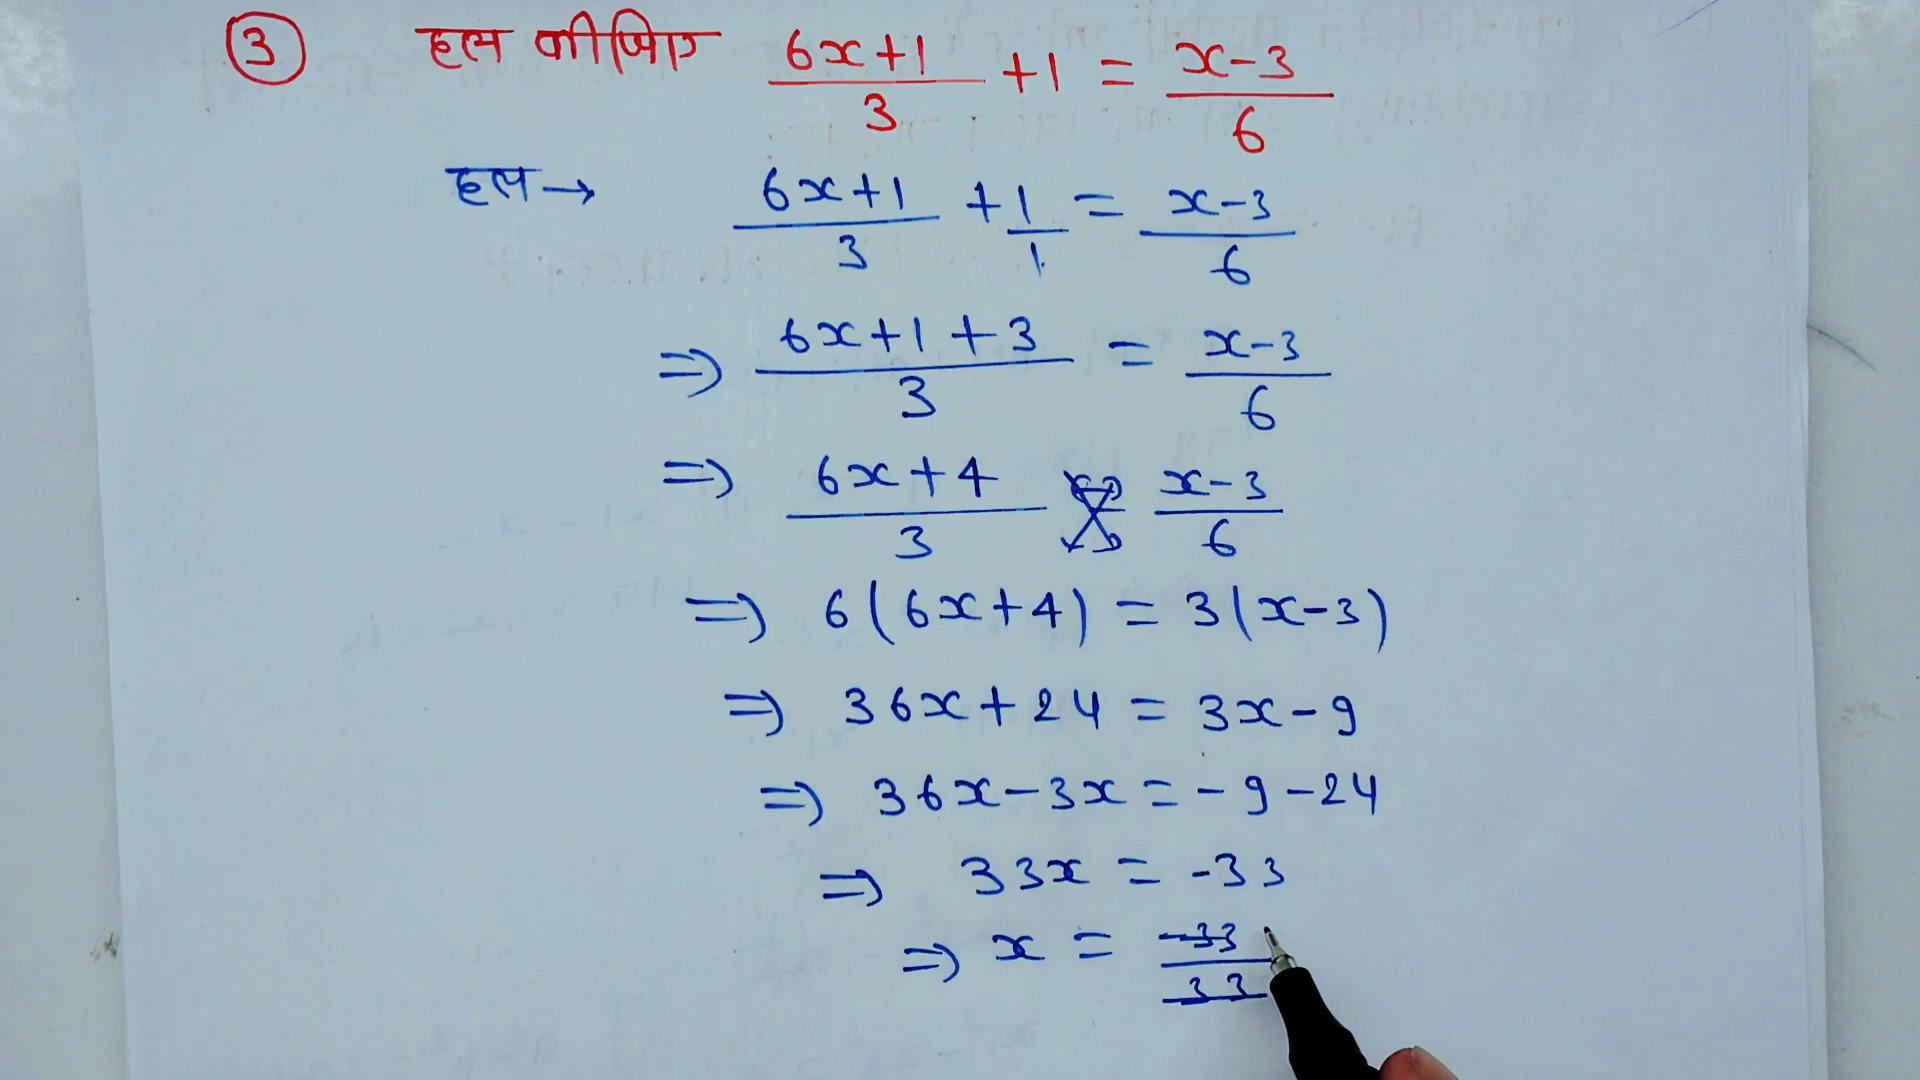 ③ हल कीजिए (6x+1)/3 +1 = (x-3)/6
हल→ (6x+1)/3 + 1/1 = (x-3)/6
⇒ (6x+1+3)/3 = (x-3)/6
⇒ (6x+4)/3 = (x-3)/6
⇒ 6(6x+4) = 3(x-3)
⇒ 36x+24 = 3x-9
⇒ 36x-3x = -9-24
⇒ 33x = -33
⇒ x = -33/33